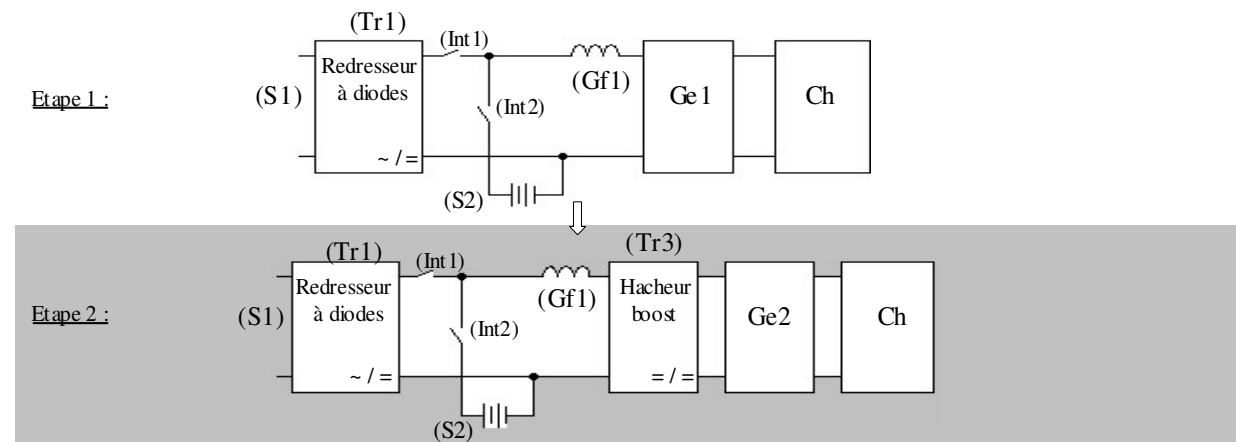 (Tr1)
(Int1)
Redresseur
à diodes
(S1)
(Gf1)
Ge1
Ch
Etape 1 :
(Int2)
~ / =
(S2)
(Tr1)
(Tr3)
(Int1)
Redresseur
à diodes
(Gf1)
Hacheur
boost
Ge2
Ch
Etape 2 :
(S1)
(Int2)
~ / =
= / =
(S2)